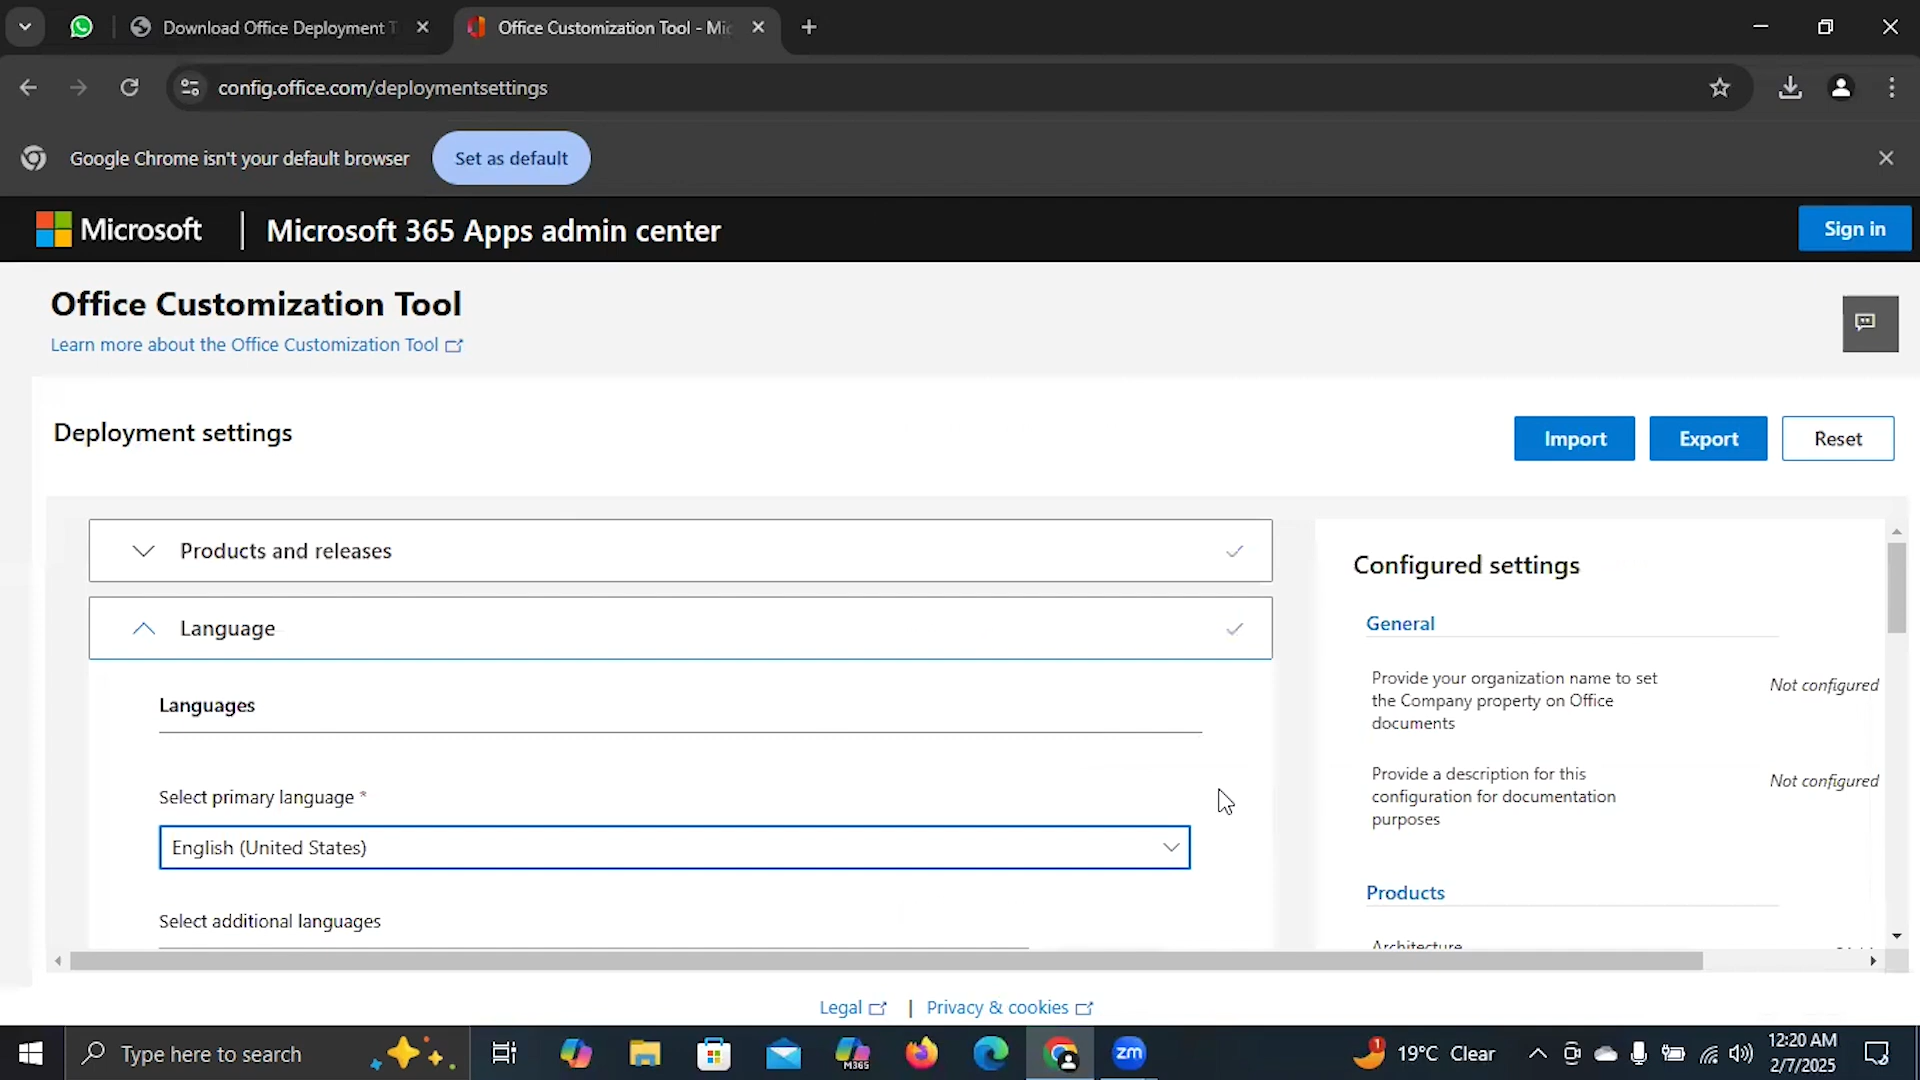 Download Office Deployment T
Office Customization Tool - Mic
config.office.com/deploymentsettings
Google Chrome isn't your default browser
Set as default
Microsoft | Microsoft 365 Apps admin center
Sign in
Office Customization Tool
Learn more about the Office Customization Tool
Deployment settings
Import
Export
Reset
Products and releases
Language
Languages
Select primary language *
English (United States)
Select additional languages
Configured settings
General
Provide your organization name to set
the Company property on Office
documents
Not configured
Provide a description for this
configuration for documentation
purposes
Not configured
Products
Architecture
Legal | Privacy & cookies
Type here to search
M365
zm
1
19°C Clear
12:20 AM
2/7/2025